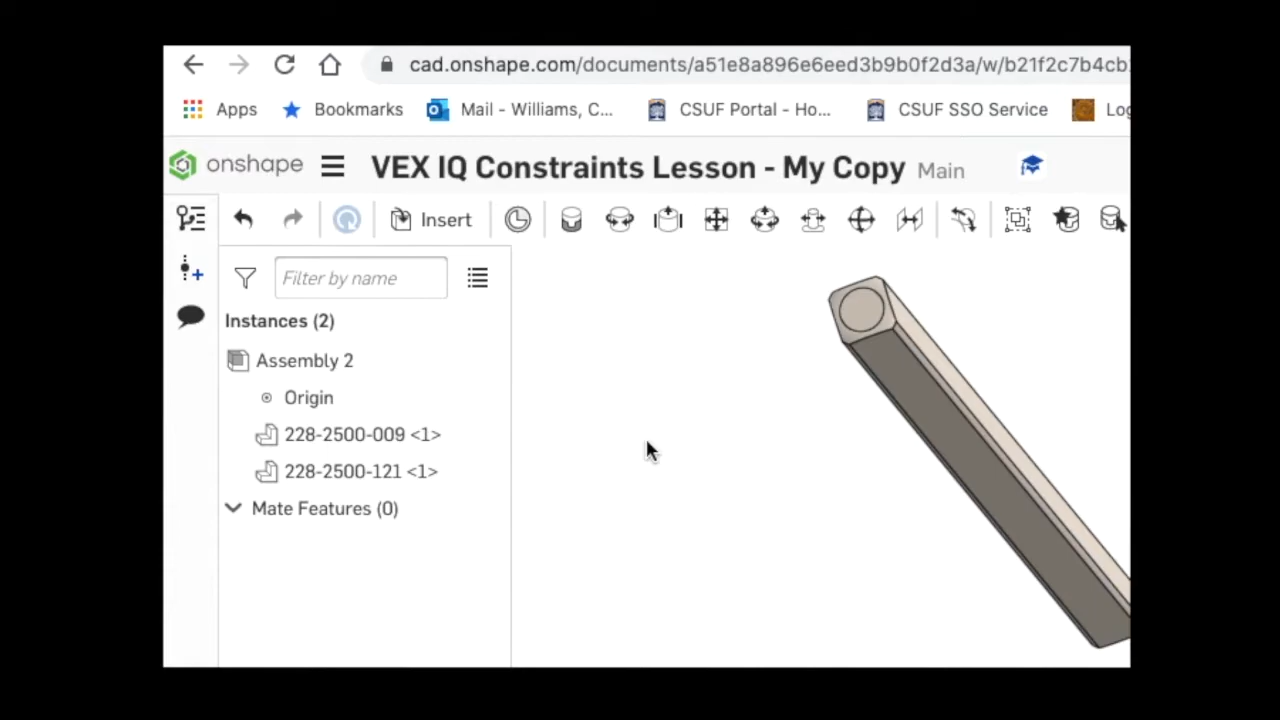 cad.onshape.com/documents/a51e8a896e6eed3b9b0f2d3a/w/b21f2c7b4cb
Apps Bookmarks Mail - Williams, C... CSUF Portal - Ho... CSUF SSO Service Log
onshape VEX IQ Constraints Lesson - My Copy Main
Insert
Filter by name
Instances (2)
Assembly 2
Origin
228-2500-009 <1>
228-2500-121 <1>
Mate Features (0)